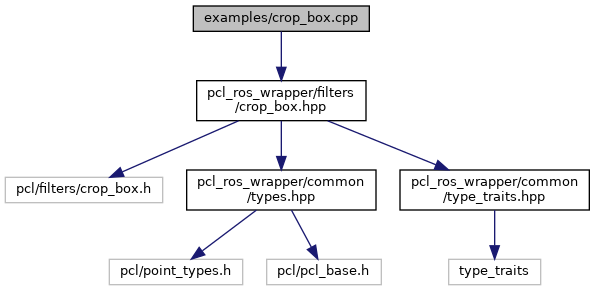 examples/crop_box.cpp
pcl_ros_wrapper/filters
/crop_box.hpp
pcl/filters/crop_box.h
pcl_ros_wrapper/common
/types.hpp
pcl_ros_wrapper/common
/type_traits.hpp
pcl/point_types.h
pcl/pcl_base.h
type_traits